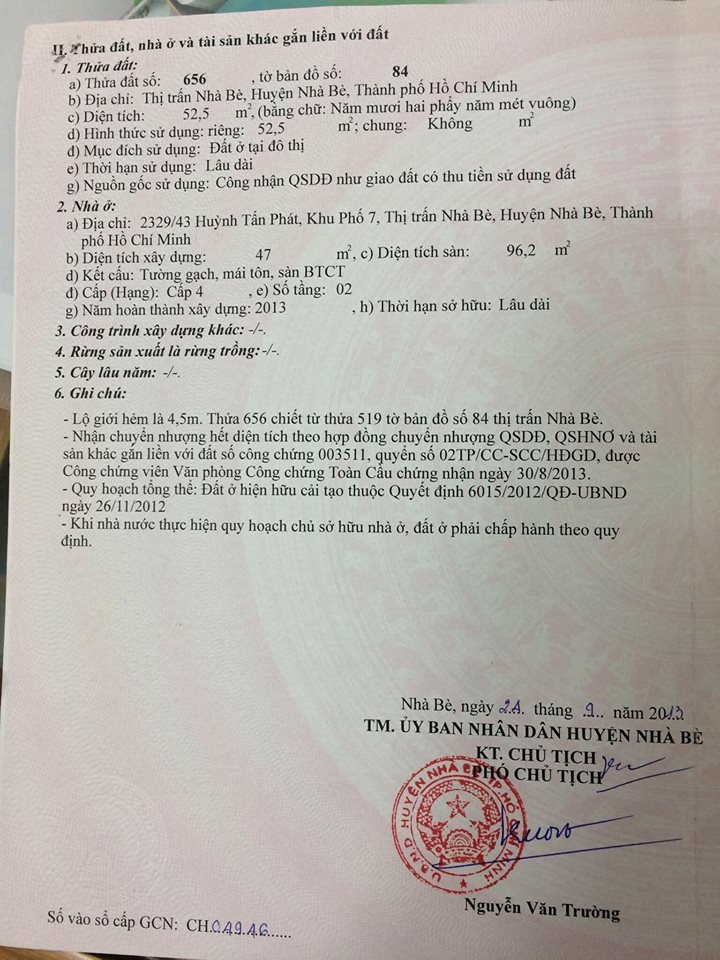 II. Thửa đất, nhà ở và tài sản khác gắn liền với đất
1. Thửa đất:
a) Thửa đất số: 656 , tờ bản đồ số: 84
b) Địa chỉ: Thị trấn Nhà Bè, Huyện Nhà Bè, Thành phố Hồ Chí Minh
c) Diện tích: 52,5 m², (bằng chữ: Năm mươi hai phẩy năm mét vuông)
d) Hình thức sử dụng: riêng: 52,5 m²; chung: Không m²
đ) Mục đích sử dụng: Đất ở tại đô thị
e) Thời hạn sử dụng: Lâu dài
g) Nguồn gốc sử dụng: Công nhận QSDĐ như giao đất có thu tiền sử dụng đất
2. Nhà ở:
a) Địa chỉ: 2329/43 Huỳnh Tấn Phát, Khu Phố 7, Thị trấn Nhà Bè, Huyện Nhà Bè, Thành
phố Hồ Chí Minh
b) Diện tích xây dựng: 47 m², c) Diện tích sàn: 96,2 m²
d) Kết cấu: Tường gạch, mái tôn, sàn BTCT
đ) Cấp (Hạng): Cấp 4 , e) Số tầng: 02
g) Năm hoàn thành xây dựng: 2013 , h) Thời hạn sở hữu: Lâu dài
3. Công trình xây dựng khác: -/-.
4. Rừng sản xuất là rừng trồng: -/-.
5. Cây lâu năm: -/-.
6. Ghi chú:
- Lộ giới hẻm là 4,5m. Thửa 656 chiết từ thửa 519 tờ bản đồ số 84 thị trấn Nhà Bè.
- Nhận chuyển nhượng hết diện tích theo hợp đồng chuyển nhượng QSDĐ, QSHNƠ và tài
sản khác gắn liền với đất số công chứng 003511, quyển số 02TP/CC-SCC/HĐGD, được
Công chứng viên Văn phòng Công chứng Toàn Cầu chứng nhận ngày 30/8/2013.
- Quy hoạch tổng thể: Đất ở hiện hữu cải tạo thuộc Quyết định 6015/2012/QĐ-UBND
ngày 26/11/2012
- Khi nhà nước thực hiện quy hoạch chủ sở hữu nhà ở, đất ở phải chấp hành theo quy
định.
Nhà Bè, ngày 21 tháng .9.. năm 2013
TM. ỦY BAN NHÂN DÂN HUYỆN NHÀ BÈ
KT. CHỦ TỊCH
PHÓ CHỦ TỊCH
U.B.N.D HUYỆN NHÀ BÈ T.P. HỒ CHÍ MINH
Nguyễn Văn Trường
Số vào sổ cấp GCN: CH.04916.......